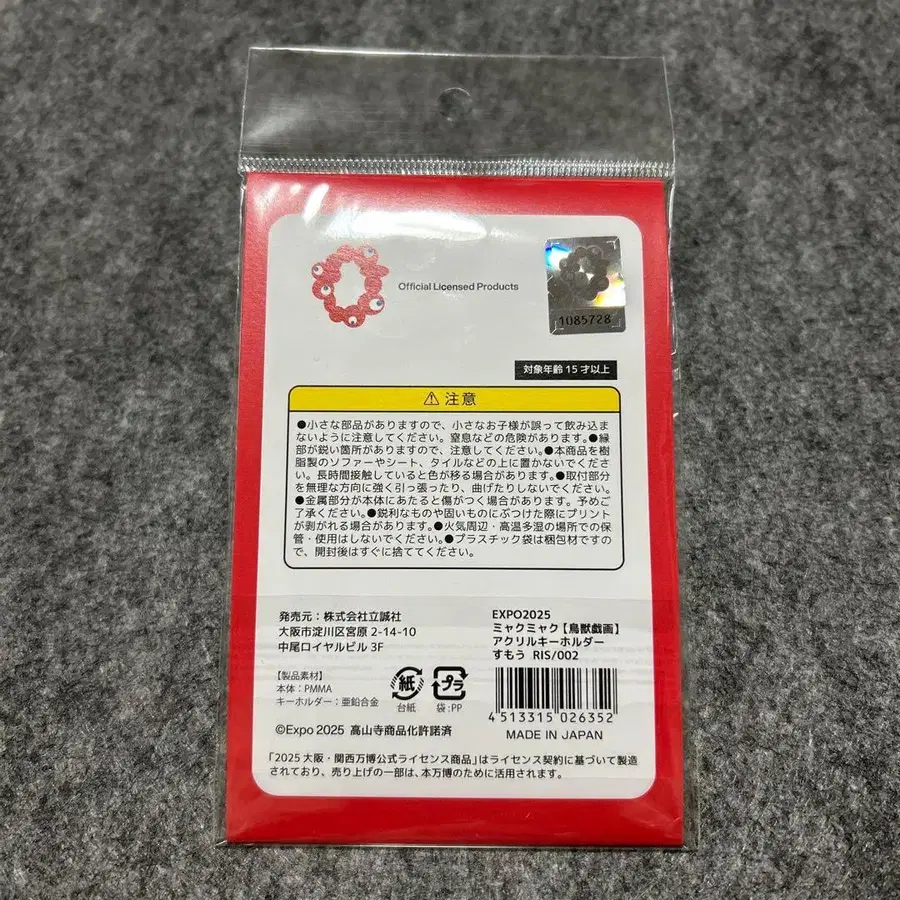 Official Licensed Products
1085728
対象年齢15才以上
⚠注意
●小さな部品がありますので、小さなお子様が誤って飲み込ま
ないように注意してください。窒息などの危険があります。●縁
部が鋭い箇所がありますので、注意してください。●本商品を樹
脂製のソファーやシート、タイルなどの上に置かないでくださ
い。長時間接触していると色が移る場合があります。●取付部分
を無理な方向に強く引っ張ったり、曲げたりしないでください。
●金属部分が本体にあたると傷がつく場合があります。予めご
了承ください。●鋭利なものや固いものにぶつけた際にプリント
が剥がれる場合があります。●火気周辺・高温多湿の場所での保
管・使用はしないでください。●プラスチック袋は梱包材ですの
で、開封後はすぐに捨ててください。
発売元：株式会社立誠社
大阪市淀川区宮原 2-14-10
中尾ロイヤルビル 3F
EXPO2025
ミャクミャク【鳥獣戯画】
アクリルキーホルダー
すもう RIS/002
【製品素材】
本体：PMMA
キーホルダー：亜鉛合金
紙
台紙
プラ
袋:PP
4513315026352
MADE IN JAPAN
©Expo 2025 高山寺商品化許諾済
「2025 大阪・関西万博公式ライセンス商品」はライセンス契約に基づいて製造
されており、売り上げの一部は、本万博のために活用されます。